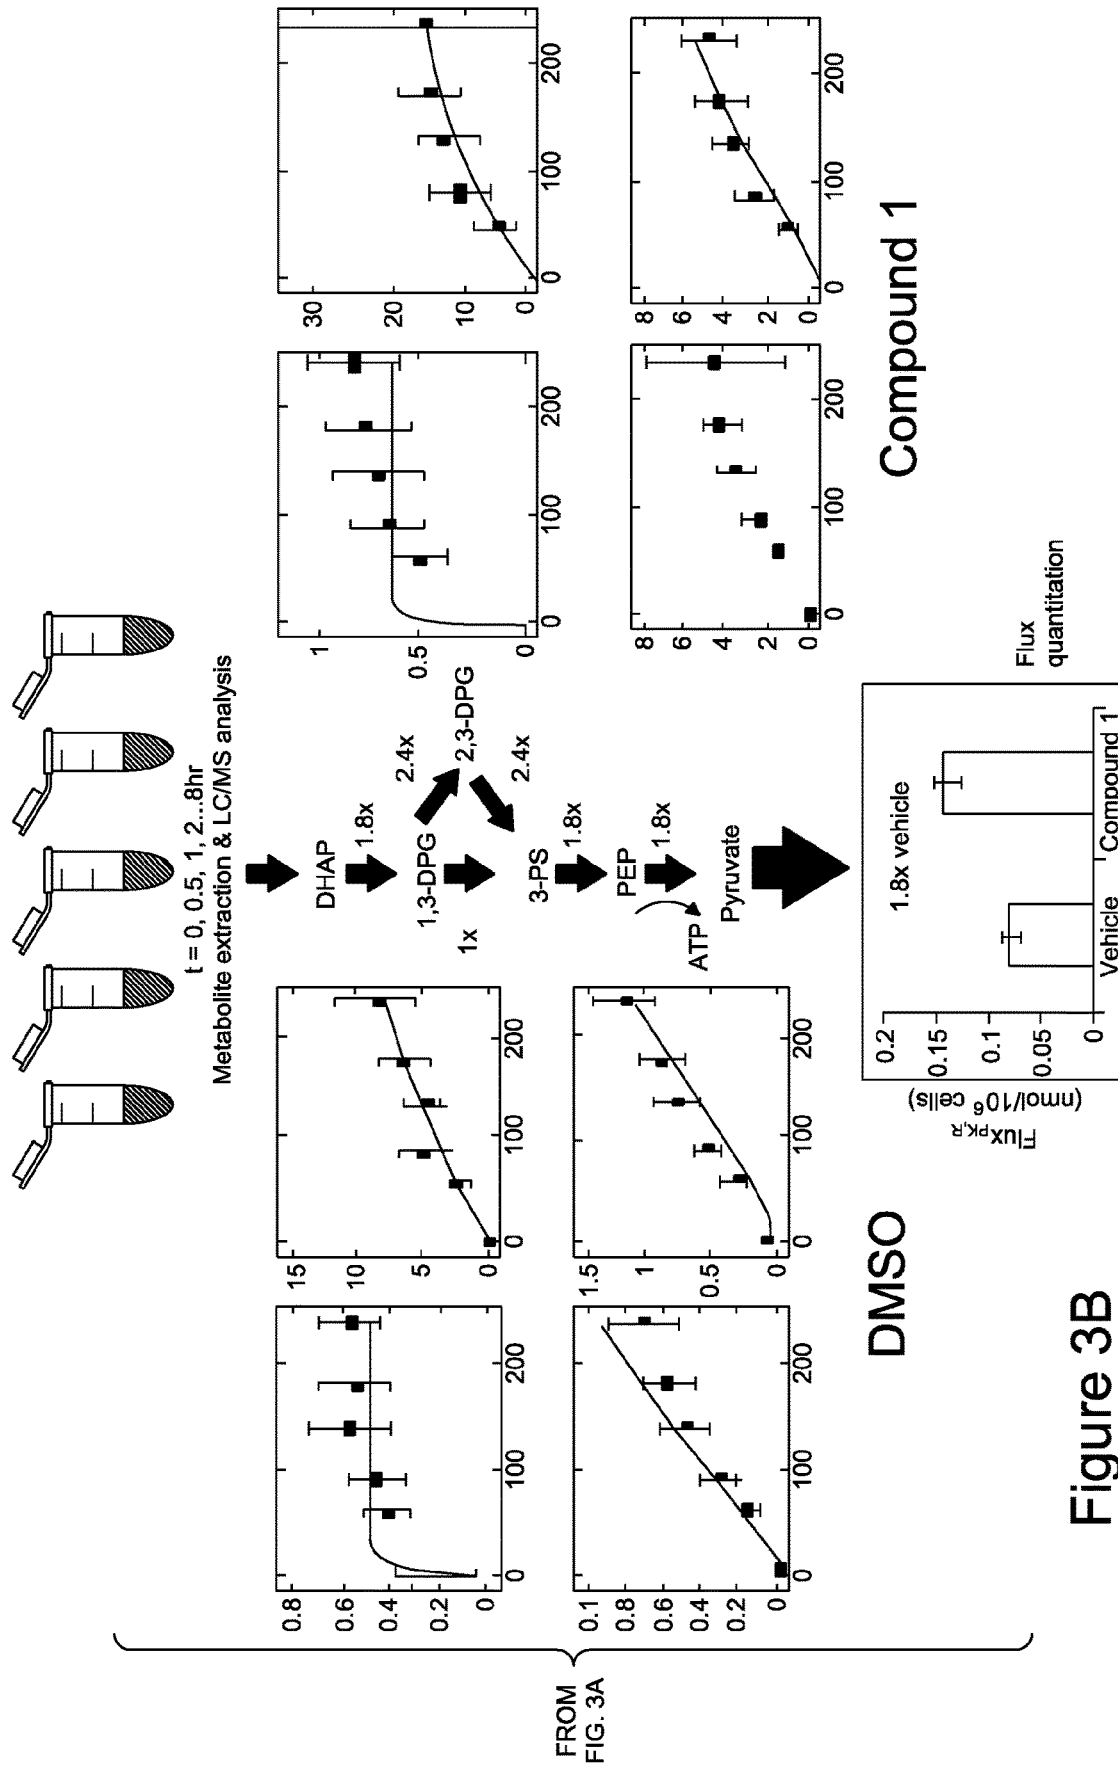 t = 0, 0.5, 1, 2...8hr
Metabolite extraction & LC/MS analysis
FROM
FIG. 3A
0.8
0.6
0.4
0.2
0
0
100
200
15
10
5
0
0
100
200
0.1
0.8
0.6
0.4
0.2
0
0
100
200
1.5
1
0.5
0
0
100
200
DMSO
DHAP
1.8x
1,3-DPG
2.4x
2,3-DPG
1x
2.4x
3-PS
1.8x
PEP
1.8x
ATP
Pyruvate
1
0.5
0
0
100
200
30
20
10
0
0
100
200
8
6
4
2
0
0
100
200
8
6
4
2
0
0
100
200
Compound 1
Flux PK,R
(nmol/10⁶ cells)
0.2
0.15
0.1
0.05
0
1.8x vehicle
Vehicle
Compound 1
Flux
quantitation
Figure 3B